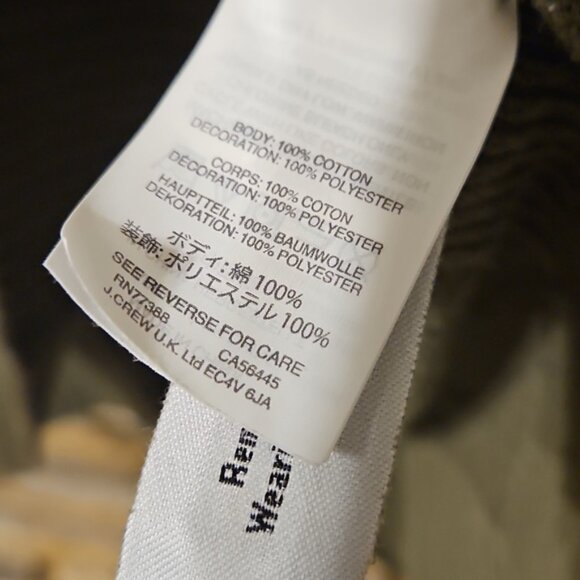 BODY: 100% COTTON
DECORATION: 100% POLYESTER
CORPS: 100% COTON
DECORATION: 100% POLYESTER
HAUPTTEIL: 100% BAUMWOLLE
DEKORATION: 100% POLYESTER
ボディ: 綿 100%
装飾: ポリエステル 100%
SEE REVERSE FOR CARE
RN77388 CA56445
J.CREW U.K. Ltd EC4V 6JA